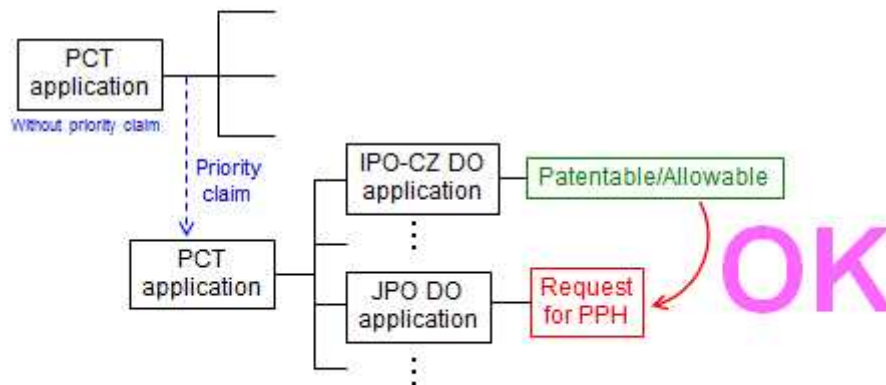 PCT
application
Without priority claim
Priority
claim
PCT
application
IPO-CZ DO
application
Patentable/Allowable
JPO DO
application
Request
for PPH
OK